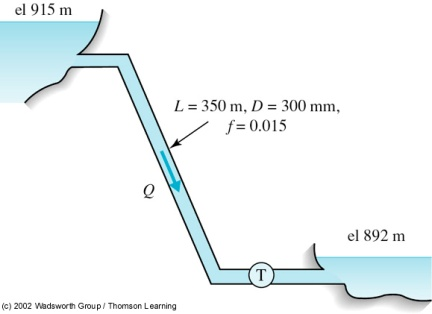 el 915 m
L = 350 m, D = 300 mm,
f = 0.015
Q
el 892 m
T
(c) 2002 Wadsworth Group / Thomson Learning